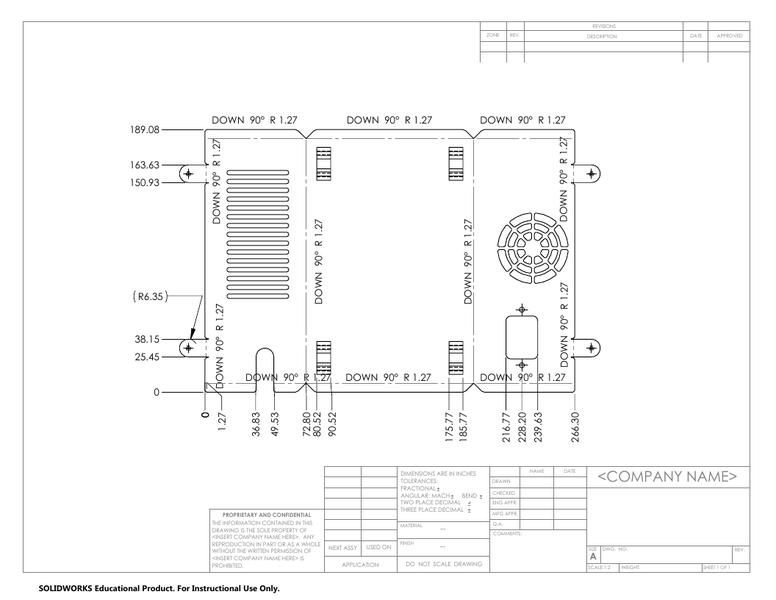 REVISIONS
ZONE REV. DESCRIPTION DATE APPROVED
DOWN 90° R 1.27 DOWN 90° R 1.27 DOWN 90° R 1.27
189.08
163.63
150.93
(R6.35)
38.15
25.45
0
DOWN 90° R 1.27
DOWN 90° R 1.27
DOWN 90° R 1.27
DOWN 90° R 1.27
DOWN 90° R 1.27
DOWN 90° R 1.27
DOWN 90° R 1.27 DOWN 90° R 1.27 DOWN 90° R 1.27
0
1.27
36.83
49.53
72.80
80.52
90.52
175.77
185.77
216.77
228.20
239.63
266.30
PROPRIETARY AND CONFIDENTIAL
THE INFORMATION CONTAINED IN THIS
DRAWING IS THE SOLE PROPERTY OF
<INSERT COMPANY NAME HERE>. ANY
REPRODUCTION IN PART OR AS A WHOLE
WITHOUT THE WRITTEN PERMISSION OF
<INSERT COMPANY NAME HERE> IS
PROHIBITED.
NEXT ASSY USED ON
APPLICATION
DIMENSIONS ARE IN INCHES
TOLERANCES:
FRACTIONAL ±
ANGULAR: MACH ± BEND ±
TWO PLACE DECIMAL ±
THREE PLACE DECIMAL ±
MATERIAL
--
FINISH
--
DO NOT SCALE DRAWING
NAME DATE
DRAWN
CHECKED
ENG APPR.
MFG APPR.
Q.A.
COMMENTS:
<COMPANY NAME>
SIZE DWG. NO. REV.
A
SCALE:1:2 WEIGHT: SHEET 1 OF 1
SOLIDWORKS Educational Product. For Instructional Use Only.